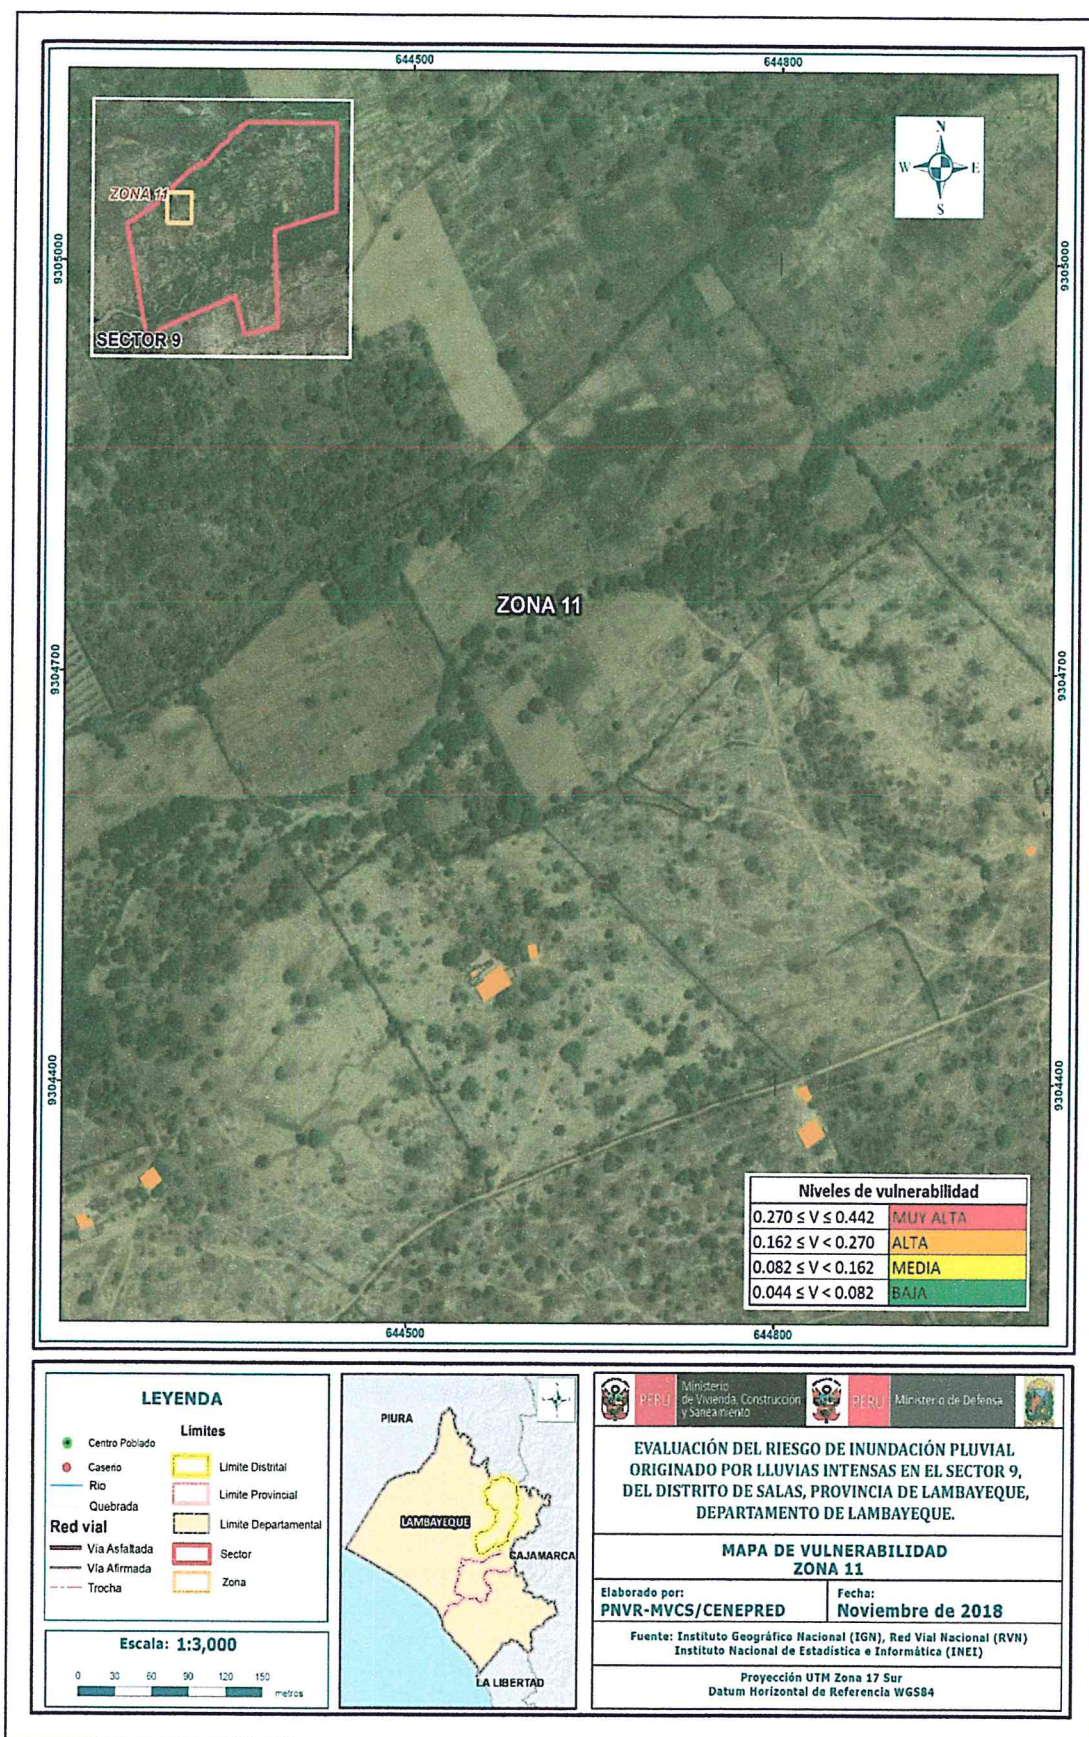 644500
644800
9305000
9305000
ZONA 11
SECTOR 9
N
W E
S
ZONA 11
9304700
9304700
9304400
9304400
Niveles de vulnerabilidad
0.270 ≤ V ≤ 0.442 MUY ALTA
0.162 ≤ V < 0.270 ALTA
0.082 ≤ V < 0.162 MEDIA
0.044 ≤ V < 0.082 BAJA
644500
644800
LEYENDA
Centro Poblado
Caserio
Rio
Quebrada
Red vial
Vía Asfaltada
Vía Afirmada
Trocha
Límites
Límite Distrital
Límite Provincial
Límite Departamental
Sector
Zona
Escala: 1:3,000
0 30 60 90 120 150
metros
PIURA
LAMBAYEQUE
CAJAMARCA
LA LIBERTAD
PERÚ
Ministerio
de Vivienda, Construcción
y Saneamiento
PERÚ
Ministerio de Defensa
EVALUACIÓN DEL RIESGO DE INUNDACIÓN PLUVIAL
ORIGINADO POR LLUVIAS INTENSAS EN EL SECTOR 9,
DEL DISTRITO DE SALAS, PROVINCIA DE LAMBAYEQUE,
DEPARTAMENTO DE LAMBAYEQUE.
MAPA DE VULNERABILIDAD
ZONA 11
Elaborado por:
PNVR-MVCS/CENEPRED
Fecha:
Noviembre de 2018
Fuente: Instituto Geográfico Nacional (IGN), Red Vial Nacional (RVN)
Instituto Nacional de Estadística e Informática (INEI)
Proyección UTM Zona 17 Sur
Datum Horizontal de Referencia WGS84